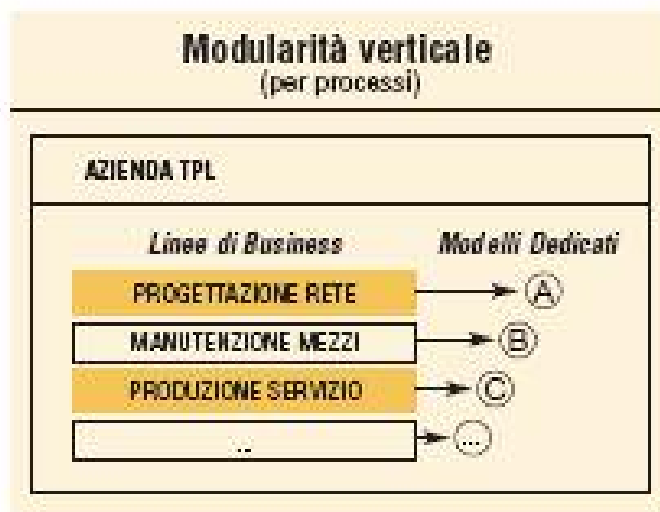 Modularità verticale
(per processi)
AZIENDA TPL
Linee di Business Modelli Dedicati
PROGETTAZIONE RETE A
MANUTENZIONE MEZZI B
PRODUZIONE SERVIZIO C
... ...